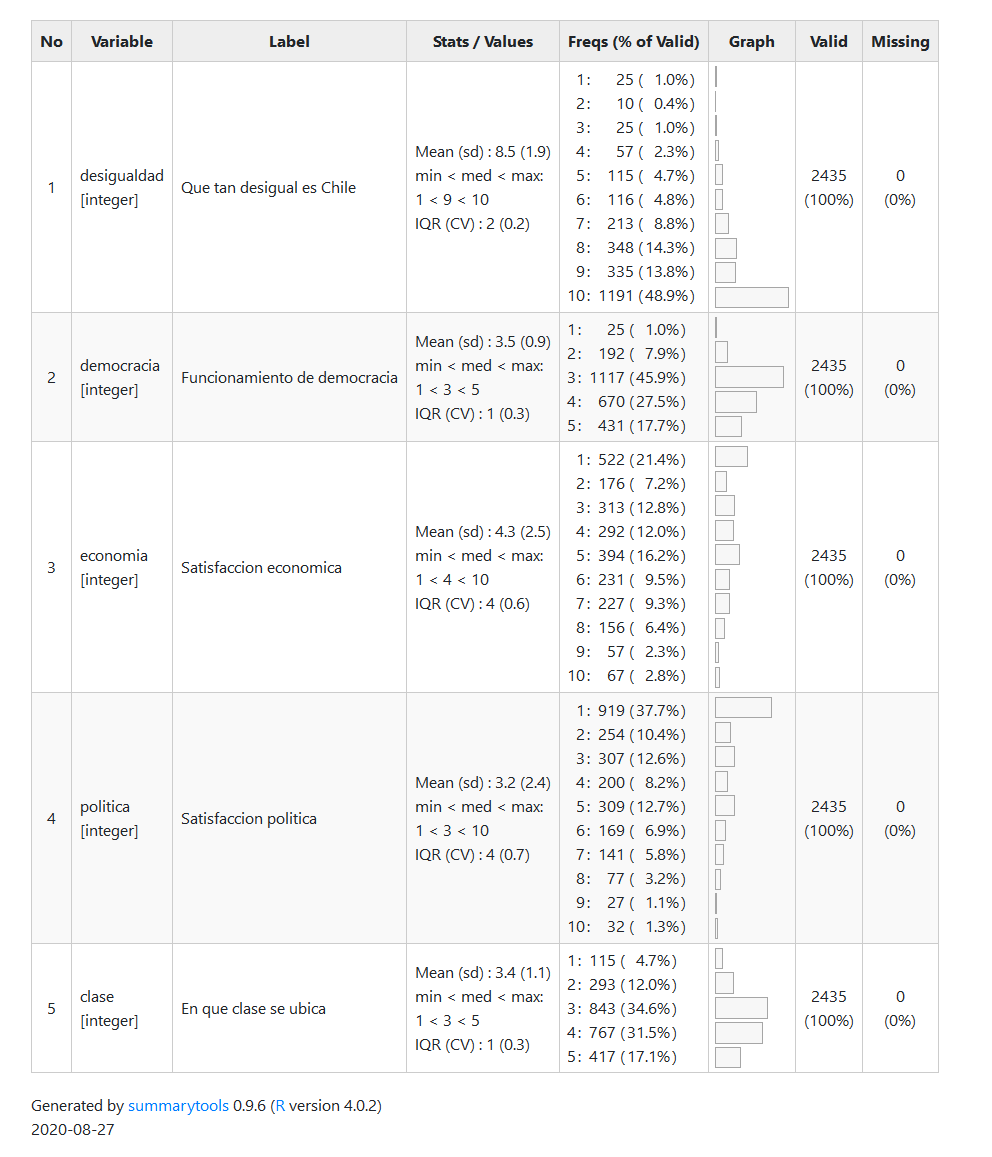 No Variable Label Stats / Values Freqs (% of Valid) Graph Valid Missing
1
desigualdad
[integer]
Que tan desigual es Chile
Mean (sd) : 8.5 (1.9)
min < med < max:
1 < 9 < 10
IQR (CV) : 2 (0.2)
1: 25 ( 1.0%)
2: 10 ( 0.4%)
3: 25 ( 1.0%)
4: 57 ( 2.3%)
5: 115 ( 4.7%)
6: 116 ( 4.8%)
7: 213 ( 8.8%)
8: 348 (14.3%)
9: 335 (13.8%)
10: 1191 (48.9%)
2435
(100%)
0
(0%)
2
democracia
[integer]
Funcionamiento de democracia
Mean (sd) : 3.5 (0.9)
min < med < max:
1 < 3 < 5
IQR (CV) : 1 (0.3)
1: 25 ( 1.0%)
2: 192 ( 7.9%)
3: 1117 (45.9%)
4: 670 (27.5%)
5: 431 (17.7%)
2435
(100%)
0
(0%)
3
economia
[integer]
Satisfaccion economica
Mean (sd) : 4.3 (2.5)
min < med < max:
1 < 4 < 10
IQR (CV) : 4 (0.6)
1: 522 (21.4%)
2: 176 ( 7.2%)
3: 313 (12.8%)
4: 292 (12.0%)
5: 394 (16.2%)
6: 231 ( 9.5%)
7: 227 ( 9.3%)
8: 156 ( 6.4%)
9: 57 ( 2.3%)
10: 67 ( 2.8%)
2435
(100%)
0
(0%)
4
politica
[integer]
Satisfaccion politica
Mean (sd) : 3.2 (2.4)
min < med < max:
1 < 3 < 10
IQR (CV) : 4 (0.7)
1: 919 (37.7%)
2: 254 (10.4%)
3: 307 (12.6%)
4: 200 ( 8.2%)
5: 309 (12.7%)
6: 169 ( 6.9%)
7: 141 ( 5.8%)
8: 77 ( 3.2%)
9: 27 ( 1.1%)
10: 32 ( 1.3%)
2435
(100%)
0
(0%)
5
clase
[integer]
En que clase se ubica
Mean (sd) : 3.4 (1.1)
min < med < max:
1 < 3 < 5
IQR (CV) : 1 (0.3)
1: 115 ( 4.7%)
2: 293 (12.0%)
3: 843 (34.6%)
4: 767 (31.5%)
5: 417 (17.1%)
2435
(100%)
0
(0%)
Generated by summarytools 0.9.6 (R version 4.0.2)
2020-08-27